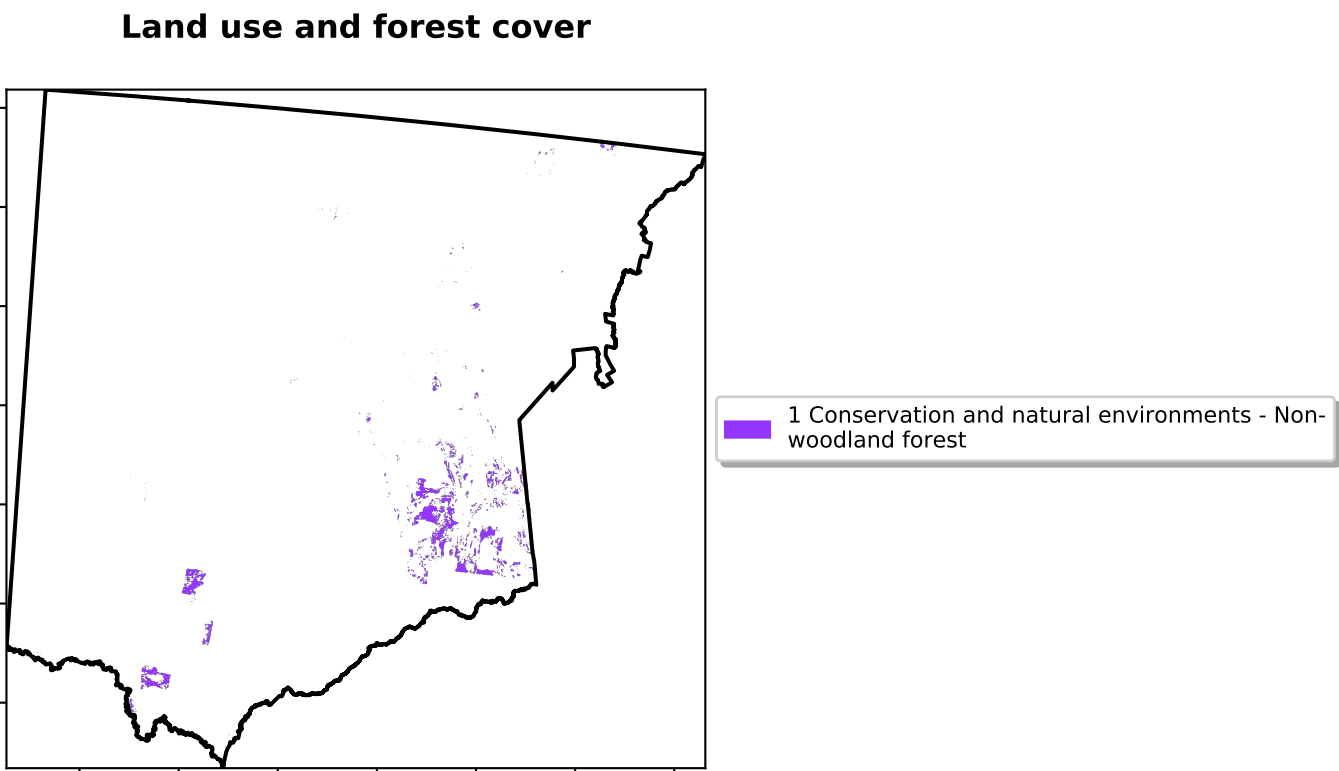 Land use and forest cover
1 Conservation and natural environments - Non-
woodland forest